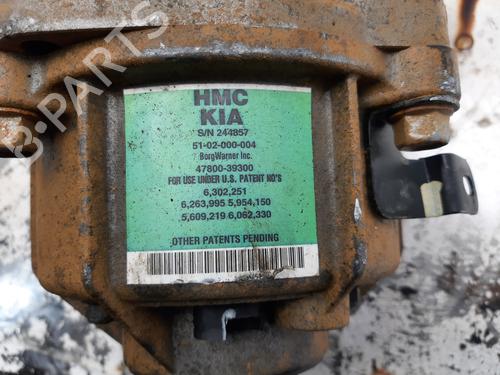 HMC
KIA
S/N 244857
51-02-000-004
BorgWarner Inc.
47800-39300
FOR USE UNDER U.S. PATENT NO'S
6,302,251
6,263,995 5,954,150
5,609,219 6,062,330
OTHER PATENTS PENDING
B-PARTS